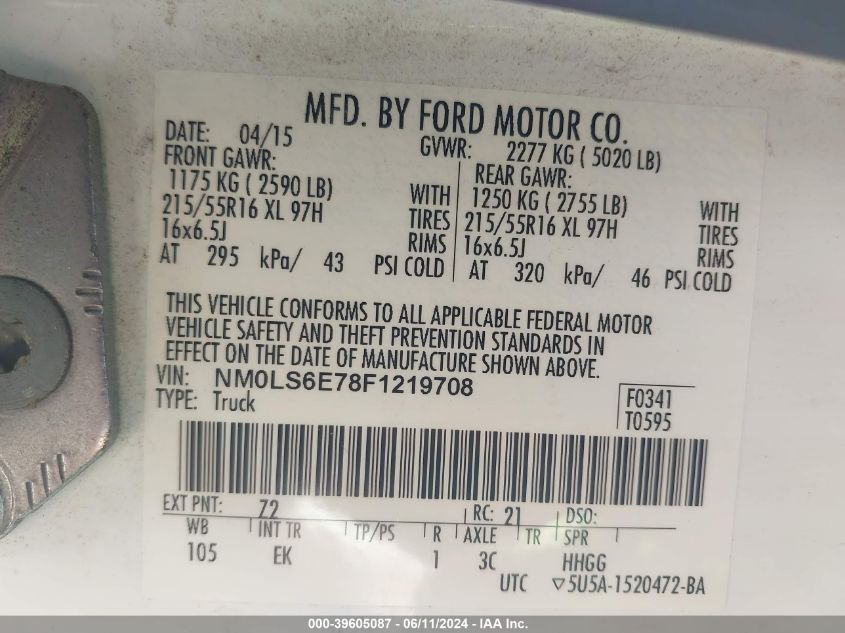 MFD. BY FORD MOTOR CO.
DATE: 04/15 GVWR: 2277 KG ( 5020 LB)
FRONT GAWR: REAR GAWR:
1175 KG ( 2590 LB) WITH 1250 KG ( 2755 LB) WITH
215/55R16 XL 97H TIRES 215/55R16 XL 97H TIRES
16x6.5J RIMS 16x6.5J RIMS
AT 295 kPa/ 43 PSI COLD AT 320 kPa/ 46 PSI COLD
THIS VEHICLE CONFORMS TO ALL APPLICABLE FEDERAL MOTOR
VEHICLE SAFETY AND THEFT PREVENTION STANDARDS IN
EFFECT ON THE DATE OF MANUFACTURE SHOWN ABOVE.
VIN: NM0LS6E78F1219708
TYPE: Truck
F0341
T0595
EXT PNT: 72 RC: 21 DSO:
WB INT TR TP/PS R AXLE TR SPR
105 EK 1 3C HHGG
UTC ▽5U5A-1520472-BA
000-39605087 - 06/11/2024 - IAA Inc.